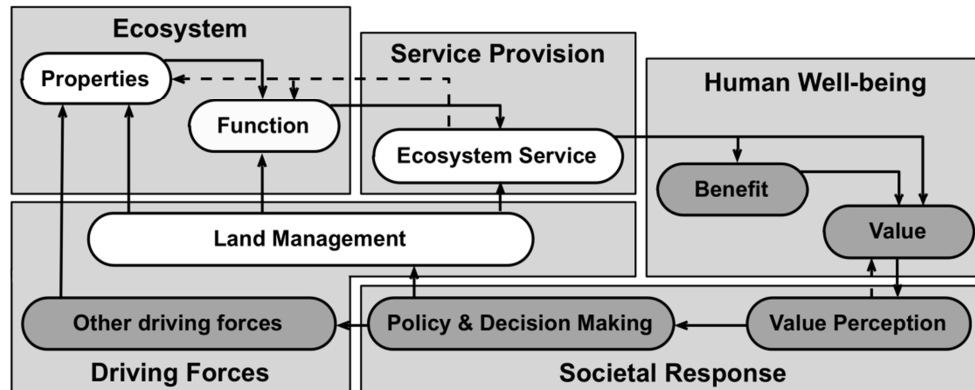 Ecosystem
Properties
Function
Service Provision
Ecosystem Service
Human Well-being
Benefit
Value
Land Management
Other driving forces
Driving Forces
Policy & Decision Making
Value Perception
Societal Response